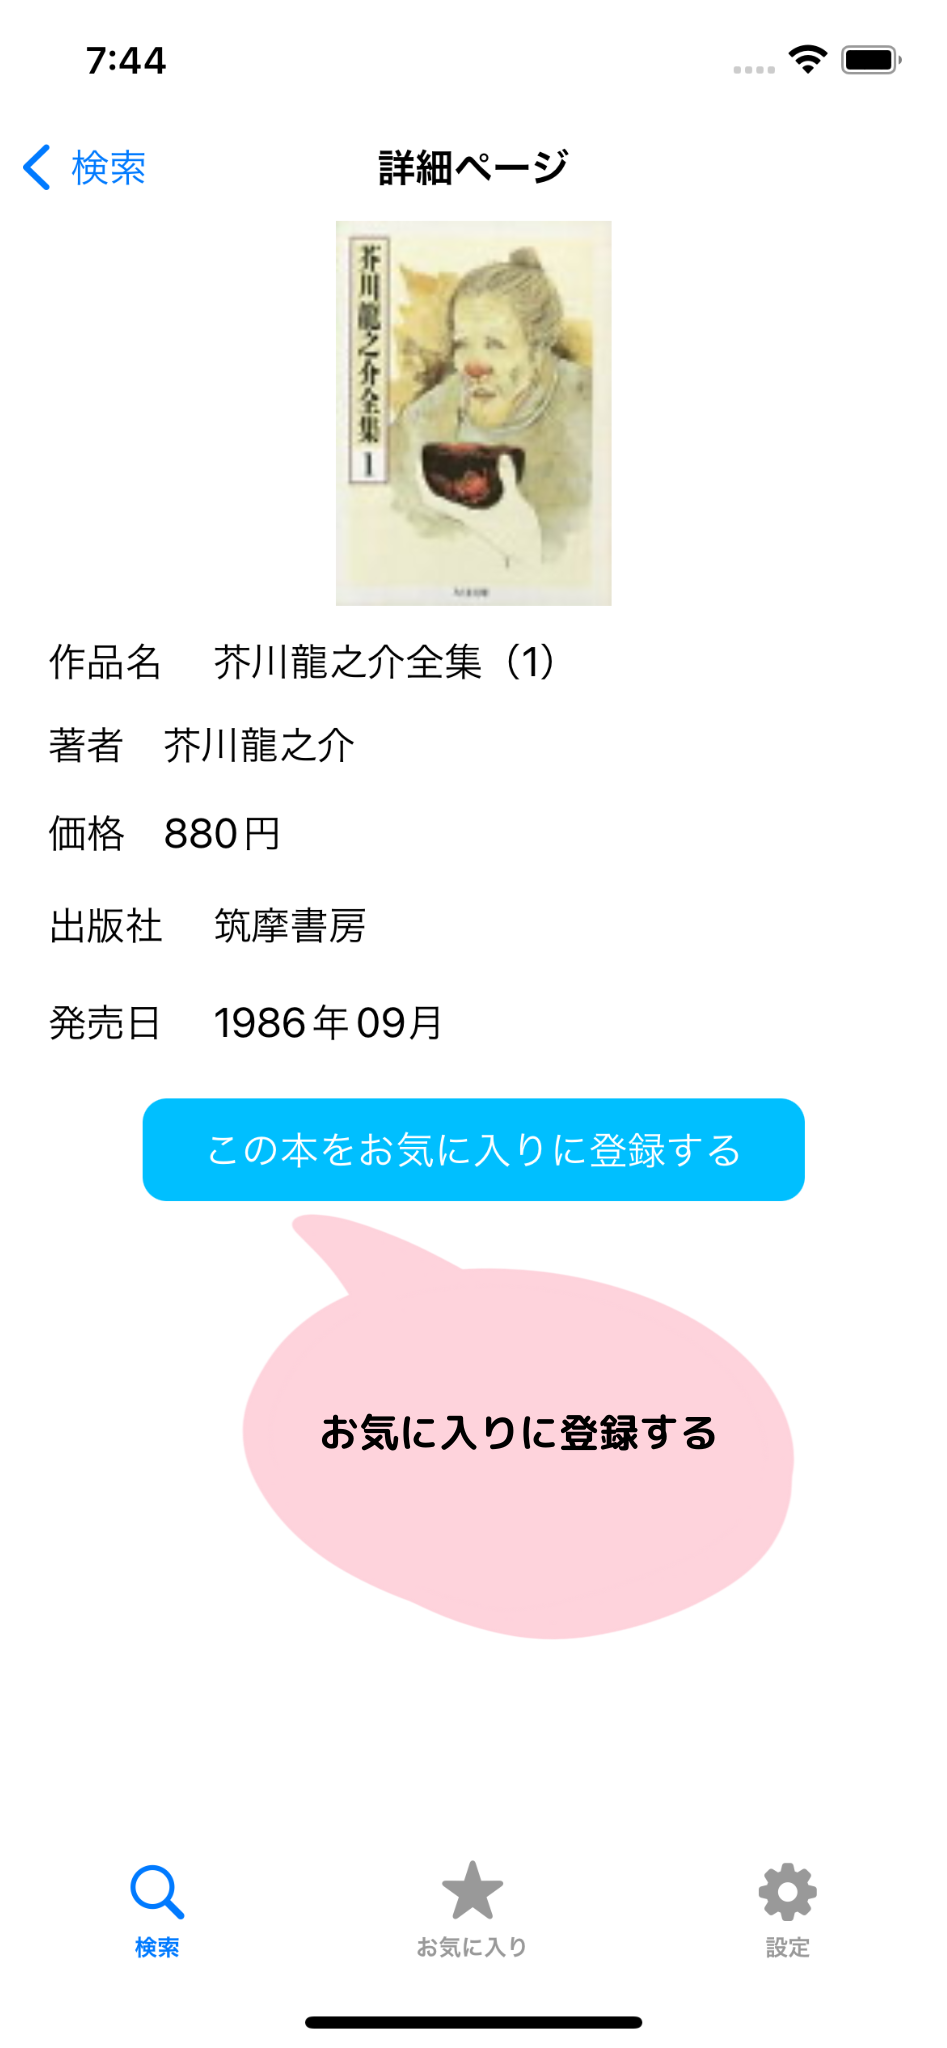 7:44
検索
詳細ページ
芥川龍之介全集1
作品名 芥川龍之介全集（1）
著者 芥川龍之介
価格 880円
出版社 筑摩書房
発売日 1986年09月
この本をお気に入りに登録する
お気に入りに登録する
検索
お気に入り
設定